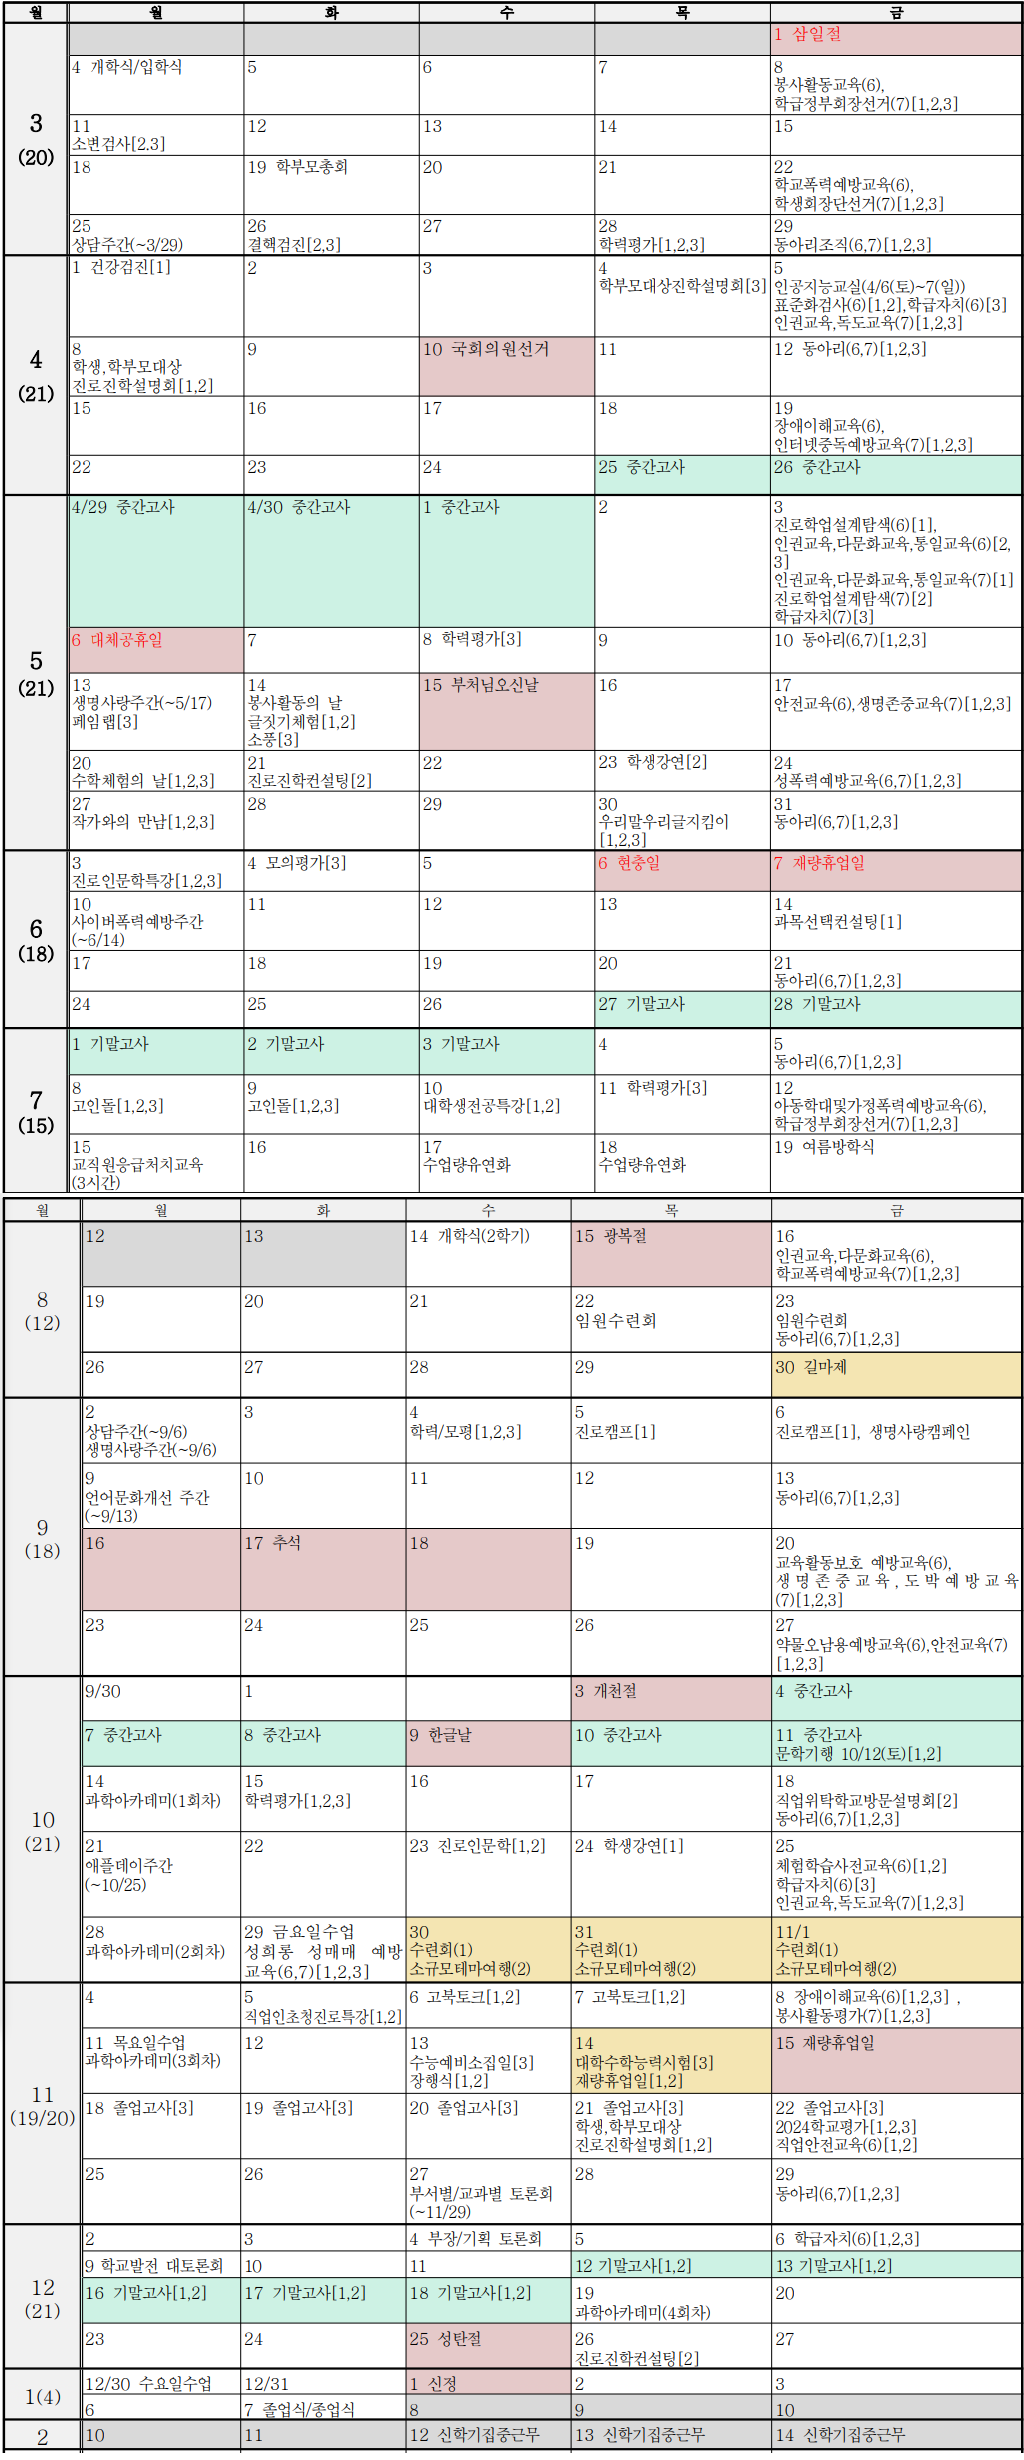 월 월 화 수 목 금
1 삼일절
3
(20)
4 개학식/입학식 5 6 7 8
봉사활동교육(6),
학급정부회장선거(7)[1,2,3]
11
소변검사[2.3]
12 13 14 15
18 19 학부모총회 20 21 22
학교폭력예방교육(6),
학생회장단선거(7)[1,2,3]
25
상담주간(~3/29)
26
결핵검진[2,3]
27
28
학력평가[1,2,3]
29
동아리조직(6,7)[1,2,3]
4
(21)
1 건강검진[1] 2 3
4
학부모대상진학설명회[3]
5
인공지능교실(4/6(토)~7(일))
표준화검사(6)[1,2],학급자치(6)[3]
인권교육,독도교육(7)[1,2,3]
8
학생,학부모대상
진로진학설명회[1,2]
9 10 국회의원선거 11 12 동아리(6,7)[1,2,3]
15 16 17 18 19
장애이해교육(6),
인터넷중독예방교육(7)[1,2,3]
22 23 24 25 중간고사 26 중간고사
5
(21)
4/29 중간고사 4/30 중간고사 1 중간고사 2 3
진로학업설계탐색(6)[1],
인권교육,다문화교육,통일교육(6)[2,
3]
인권교육,다문화교육,통일교육(7)[1]
진로학업설계탐색(7)[2]
학급자치(7)[3]
6 대체공휴일 7 8 학력평가[3] 9 10 동아리(6,7)[1,2,3]
13
생명사랑주간(~5/17)
페임랩[3]
14
봉사활동의 날
글짓기체험[1,2]
소풍[3]
15 부처님오신날 16 17
안전교육(6),생명존중교육(7)[1,2,3]
20
수학체험의 날[1,2,3]
21
진로진학컨설팅[2]
22 23 학생강연[2] 24
성폭력예방교육(6,7)[1,2,3]
27
작가와의 만남[1,2,3]
28 29 30
우리말우리글지킴이
[1,2,3]
31
동아리(6,7)[1,2,3]
6
(18)
3
진로인문학특강[1,2,3]
4 모의평가[3] 5 6 현충일 7 재량휴업일
10
사이버폭력예방주간
(~6/14)
11 12 13 14
과목선택컨설팅[1]
17 18 19 20 21
동아리(6,7)[1,2,3]
24 25 26 27 기말고사 28 기말고사
7
(15)
1 기말고사 2 기말고사 3 기말고사 4 5
동아리(6,7)[1,2,3]
8
고인돌[1,2,3]
9
고인돌[1,2,3]
10
대학생전공특강[1,2]
11 학력평가[3] 12
아동학대및가정폭력예방교육(6),
학급정부회장선거(7)[1,2,3]
15
교직원응급처치교육
(3시간)
16 17
수업량유연화
18
수업량유연화
19 여름방학식
월 월 화 수 목 금
8
(12)
12 13 14 개학식(2학기) 15 광복절 16
인권교육,다문화교육(6),
학교폭력예방교육(7)[1,2,3]
19 20 21 22
임원수련회
23
임원수련회
동아리(6,7)[1,2,3]
26 27 28 29 30 길마제
9
(18)
2
상담주간(~9/6)
생명사랑주간(~9/6)
3 4
학력/모평[1,2,3]
5
진로캠프[1]
6
진로캠프[1], 생명사랑캠페인
9
언어문화개선 주간
(~9/13)
10 11 12 13
동아리(6,7)[1,2,3]
16 17 추석 18 19 20
교육활동보호 예방교육(6),
생명존중교육,도박예방교육
(7)[1,2,3]
23 24 25 26 27
약물오남용예방교육(6),안전교육(7)
[1,2,3]
10
(21)
9/30 1 3 개천절 4 중간고사
7 중간고사 8 중간고사 9 한글날 10 중간고사 11 중간고사
문학기행 10/12(토)[1,2]
14
과학아카데미(1회차)
15
학력평가[1,2,3]
16 17 18
직업위탁학교방문설명회[2]
동아리(6,7)[1,2,3]
21
애플데이주간
(~10/25)
22 23 진로인문학[1,2] 24 학생강연[1] 25
체험학습사전교육(6)[1,2]
학급자치(6)[3]
인권교육,독도교육(7)[1,2,3]
28
과학아카데미(2회차)
29 금요일수업
성희롱 성매매 예방
교육(6,7)[1,2,3]
30
수련회(1)
소규모테마여행(2)
31
수련회(1)
소규모테마여행(2)
11/1
수련회(1)
소규모테마여행(2)
11
(19/20)
4 5
직업인초청진로특강[1,2]
6 고북토크[1,2] 7 고북토크[1,2] 8 장애이해교육(6)[1,2,3] ,
봉사활동평가(7)[1,2,3]
11 목요일수업
과학아카데미(3회차)
12 13
수능예비소집일[3]
장행식[1,2]
14
대학수학능력시험[3]
재량휴업일[1,2]
15 재량휴업일
18 졸업고사[3] 19 졸업고사[3] 20 졸업고사[3] 21 졸업고사[3]
학생,학부모대상
진로진학설명회[1,2]
22 졸업고사[3]
2024학교평가[1,2,3]
직업안전교육(6)[1,2]
25 26 27
부서별/교과별 토론회
(~11/29)
28 29
동아리(6,7)[1,2,3]
12
(21)
2 3 4 부장/기획 토론회 5 6 학급자치(6)[1,2,3]
9 학교발전 대토론회 10 11 12 기말고사[1,2] 13 기말고사[1,2]
16 기말고사[1,2] 17 기말고사[1,2] 18 기말고사[1,2] 19
과학아카데미(4회차)
20
23 24 25 성탄절 26
진로진학컨설팅[2]
27
1(4)
12/30 수요일수업 12/31 1 신정 2 3
6 7 졸업식/종업식 8 9 10
2 10 11 12 신학기집중근무 13 신학기집중근무 14 신학기집중근무